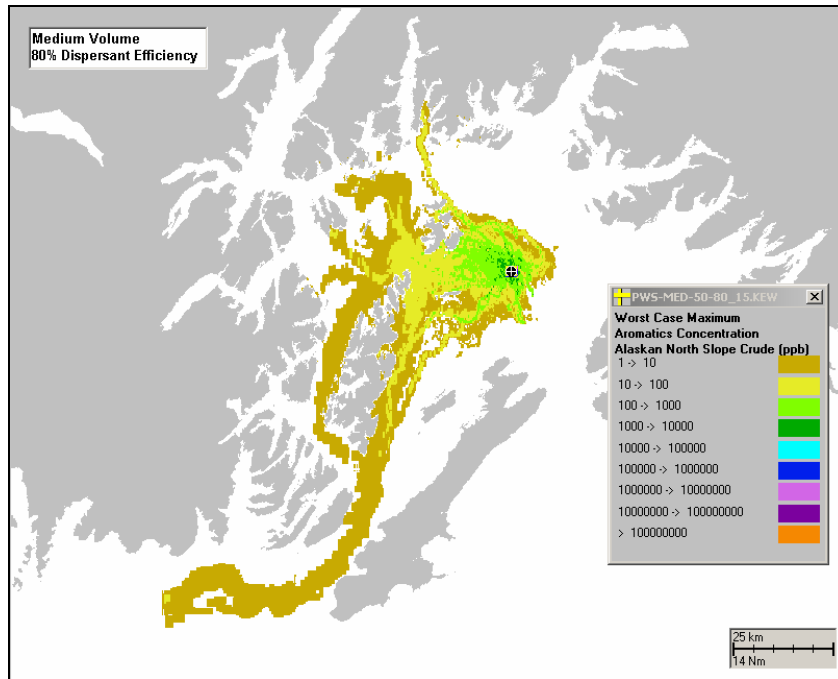 Medium Volume
80% Dispersant Efficiency
PWS-MED-50-80_15.KEW
Worst Case Maximum
Aromatics Concentration
Alaskan North Slope Crude (ppb)
1 -> 10
10 -> 100
100 -> 1000
1000 -> 10000
10000 -> 100000
100000 -> 1000000
1000000 -> 10000000
10000000 -> 100000000
> 100000000
25 km
14 Nm